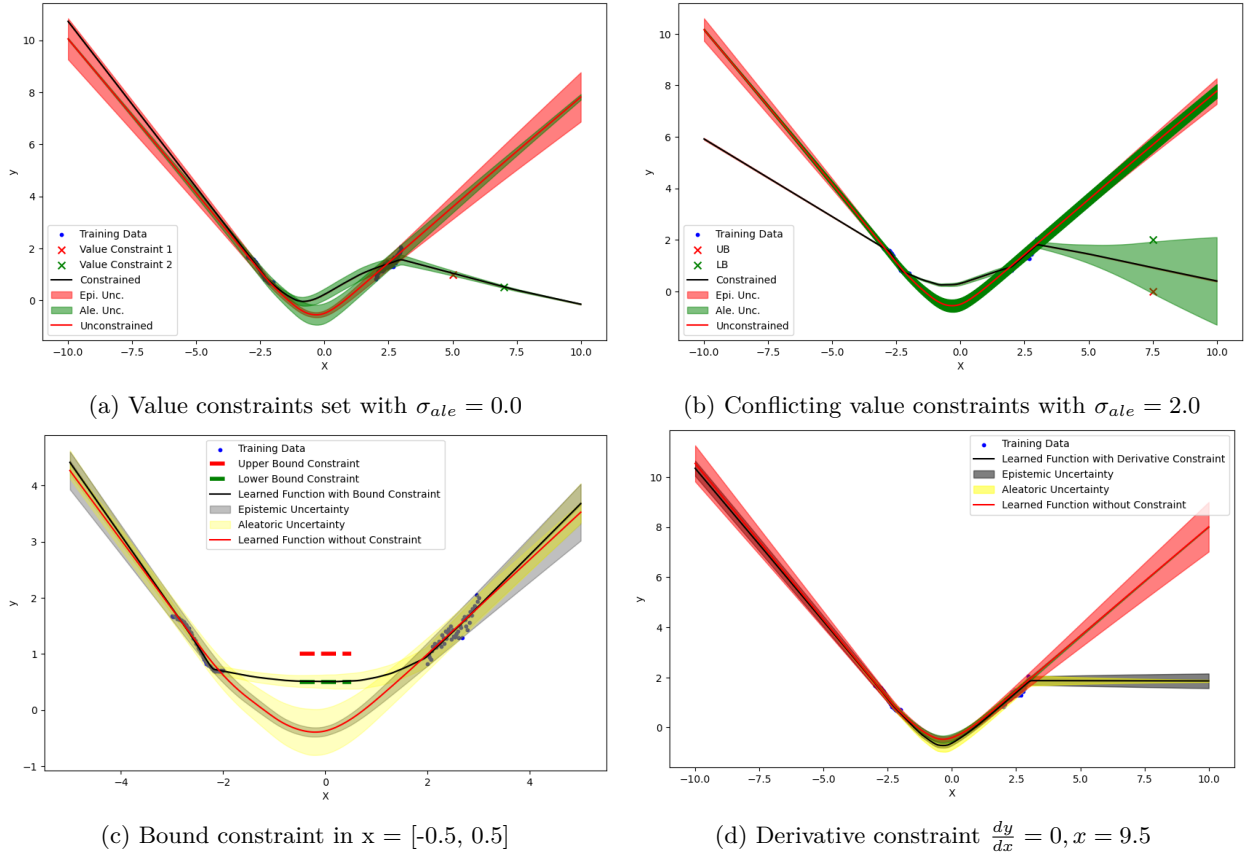 10
8
6
4
2
0
y
Training Data
Value Constraint 1
Value Constraint 2
Constrained
Epi. Unc.
Ale. Unc.
Unconstrained
−10.0 −7.5 −5.0 −2.5 0.0 2.5 5.0 7.5 10.0
X
(a) Value constraints set with σ_ale = 0.0
10
8
6
4
2
0
y
Training Data
UB
LB
Constrained
Epi. Unc.
Ale. Unc.
Unconstrained
−10.0 −7.5 −5.0 −2.5 0.0 2.5 5.0 7.5 10.0
X
(b) Conflicting value constraints with σ_ale = 2.0
4
3
2
1
0
−1
y
Training Data
Upper Bound Constraint
Lower Bound Constraint
Learned Function with Bound Constraint
Epistemic Uncertainty
Aleatoric Uncertainty
Learned Function without Constraint
−4 −2 0 2 4
X
(c) Bound constraint in x = [-0.5, 0.5]
10
8
6
4
2
0
y
Training Data
Learned Function with Derivative Constraint
Epistemic Uncertainty
Aleatoric Uncertainty
Learned Function without Constraint
−10.0 −7.5 −5.0 −2.5 0.0 2.5 5.0 7.5 10.0
X
(d) Derivative constraint dy/dx = 0, x = 9.5